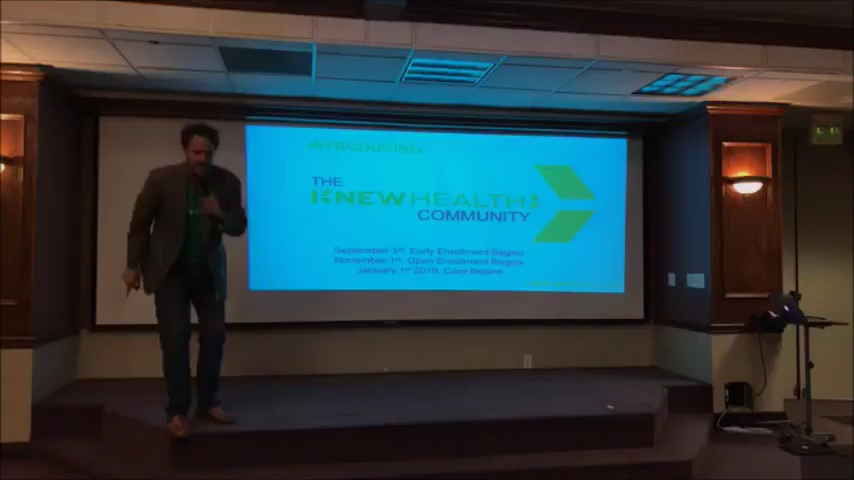 INTRODUCING:
THE
KNEWHEALTH
COMMUNITY
September 1st, Early Enrollment Begins
November 1st, Open Enrollment Begins
January 1st 2019, Care Begins